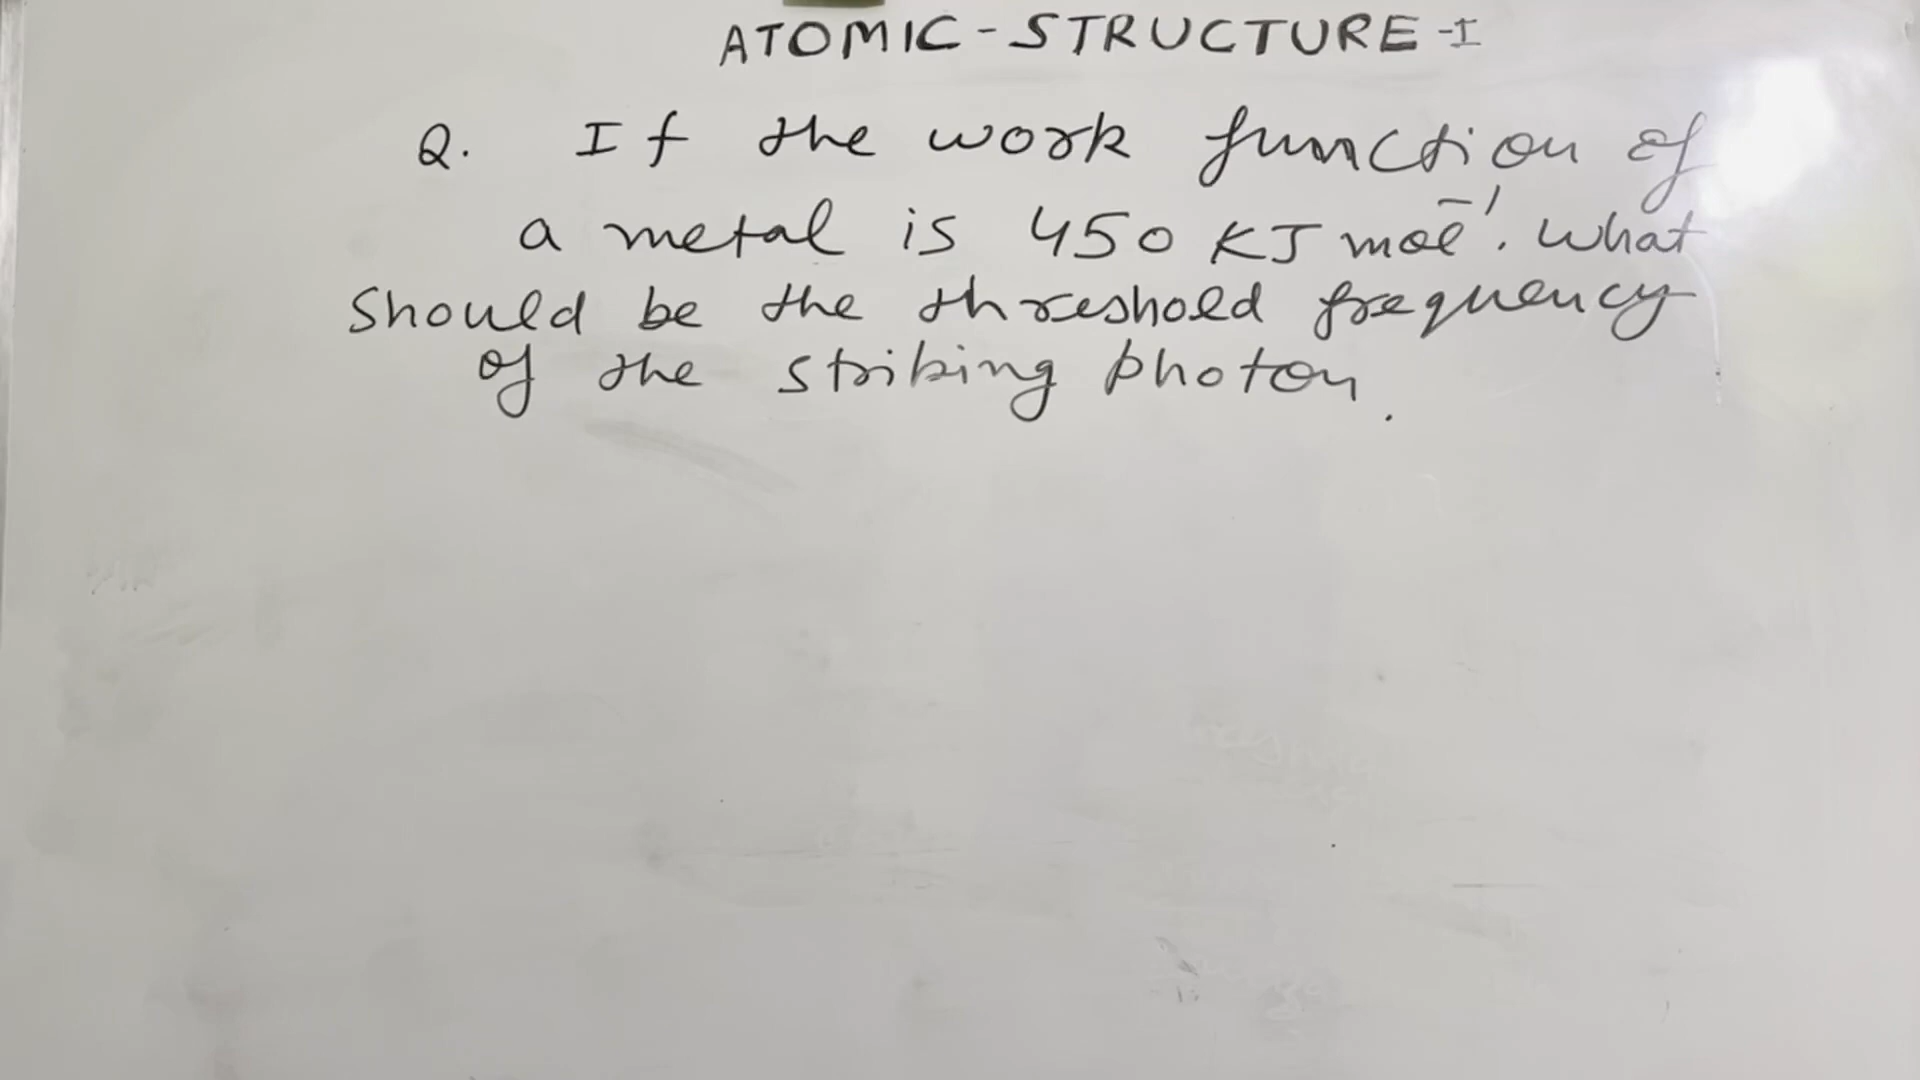 ATOMIC-STRUCTURE-I
Q. If the work function of
a metal is 450 KJ mol⁻¹. What
should be the threshold frequency
of the striking photon.